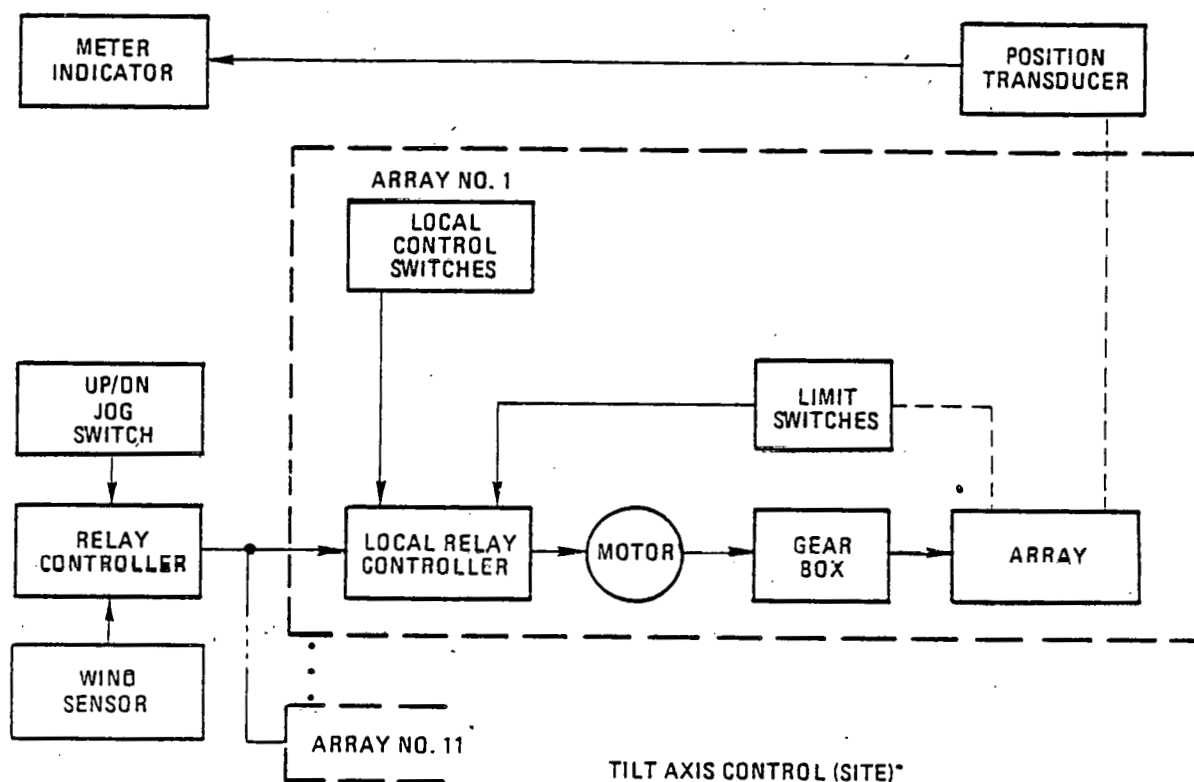 METER
INDICATOR
POSITION
TRANSDUCER
ARRAY NO. 1
LOCAL
CONTROL
SWITCHES
UP/DN
JOG
SWITCH
LIMIT
SWITCHES
RELAY
CONTROLLER
LOCAL RELAY
CONTROLLER
MOTOR
GEAR
BOX
ARRAY
WIND
SENSOR
ARRAY NO. 11
TILT AXIS CONTROL (SITE)*